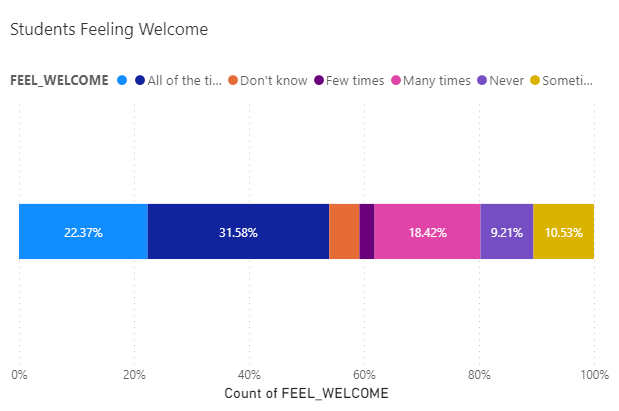 Students Feeling Welcome
FEEL_WELCOME All of the ti... Don't know Few times Many times Never Someti...
22.37% 31.58% 18.42% 9.21% 10.53%
0% 20% 40% 60% 80% 100%
Count of FEEL_WELCOME